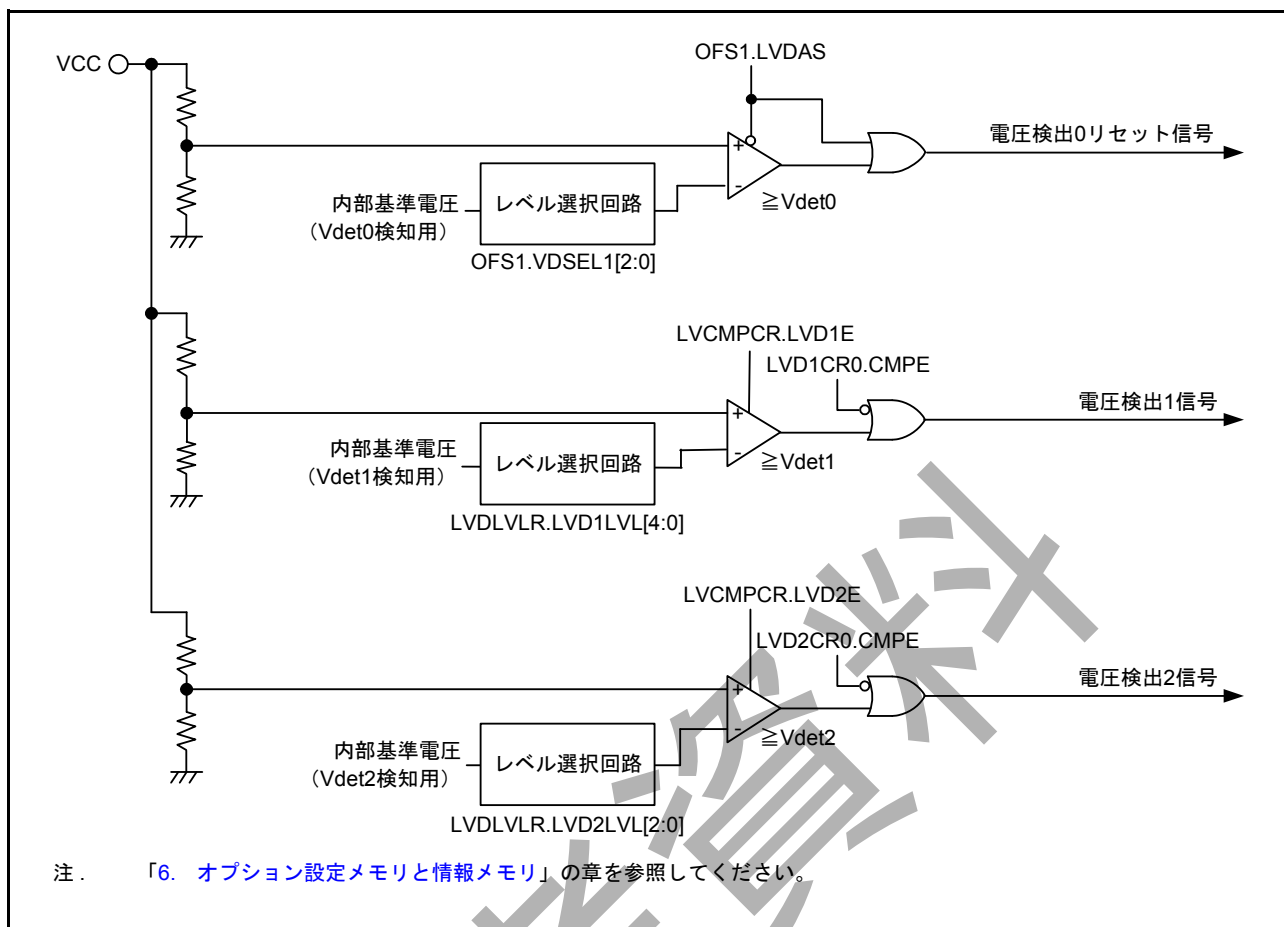 OFS1.LVDAS
VCC
電圧検出0リセット信号
+
-
≧Vdet0
内部基準電圧
（Vdet0検知用）
レベル選択回路
OFS1.VDSEL1[2:0]
LVCMPCR.LVD1E
LVD1CR0.CMPE
電圧検出1信号
+
-
≧Vdet1
内部基準電圧
（Vdet1検知用）
レベル選択回路
LVDLVLR.LVD1LVL[4:0]
LVCMPCR.LVD2E
LVD2CR0.CMPE
電圧検出2信号
+
-
≧Vdet2
内部基準電圧
（Vdet2検知用）
レベル選択回路
LVDLVLR.LVD2LVL[2:0]
注． 「6. オプション設定メモリと情報メモリ」の章を参照してください。
資料